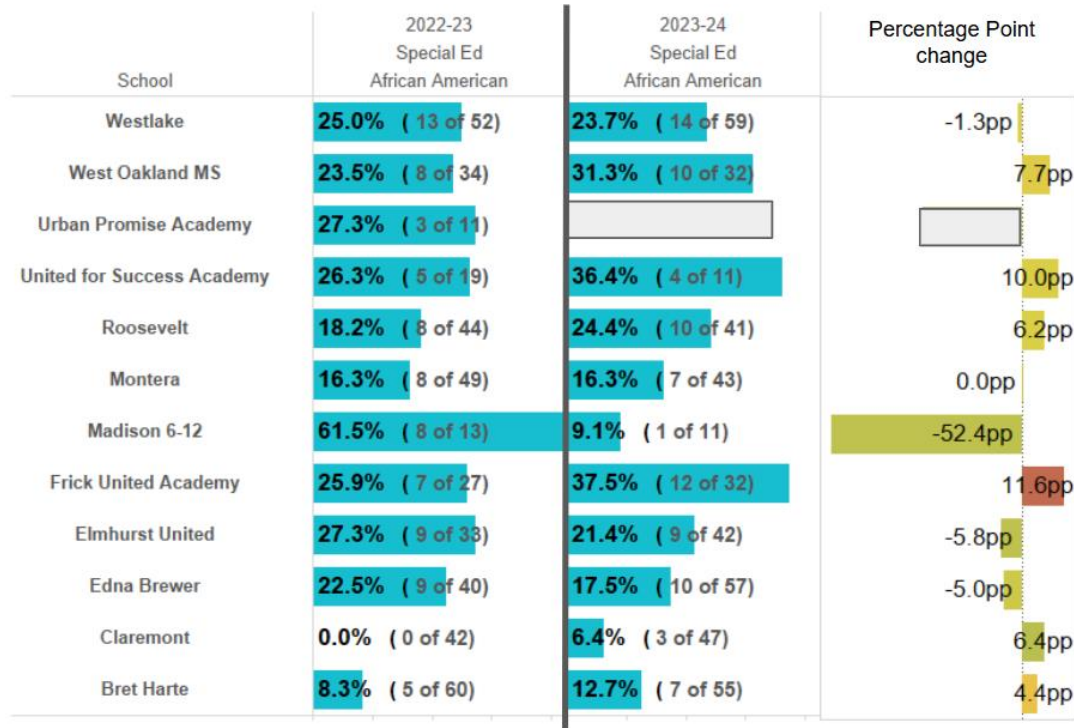 School
2022-23
Special Ed
African American
2023-24
Special Ed
African American
Percentage Point
change
Westlake 25.0% ( 13 of 52) 23.7% ( 14 of 59) -1.3pp
West Oakland MS 23.5% ( 8 of 34) 31.3% ( 10 of 32) 7.7pp
Urban Promise Academy 27.3% ( 3 of 11)
United for Success Academy 26.3% ( 5 of 19) 36.4% ( 4 of 11) 10.0pp
Roosevelt 18.2% ( 8 of 44) 24.4% ( 10 of 41) 6.2pp
Montera 16.3% ( 8 of 49) 16.3% ( 7 of 43) 0.0pp
Madison 6-12 61.5% ( 8 of 13) 9.1% ( 1 of 11) -52.4pp
Frick United Academy 25.9% ( 7 of 27) 37.5% ( 12 of 32) 11.6pp
Elmhurst United 27.3% ( 9 of 33) 21.4% ( 9 of 42) -5.8pp
Edna Brewer 22.5% ( 9 of 40) 17.5% ( 10 of 57) -5.0pp
Claremont 0.0% ( 0 of 42) 6.4% ( 3 of 47) 6.4pp
Bret Harte 8.3% ( 5 of 60) 12.7% ( 7 of 55) 4.4pp